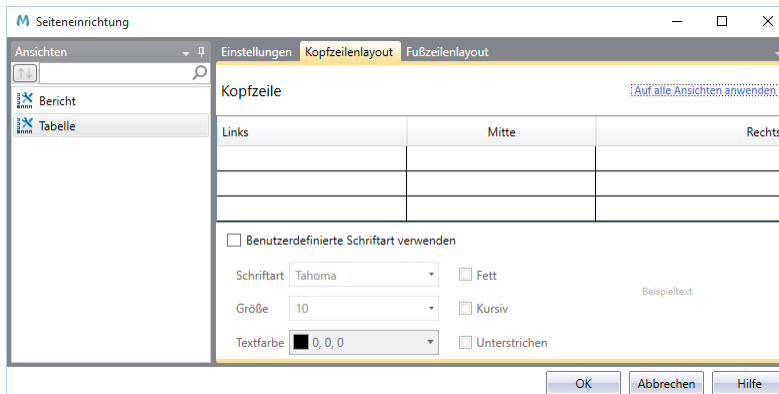 Seiteneinrichtung
Ansichten
Einstellungen Kopfzeilenlayout Fußzeilenlayout
Kopfzeile Auf alle Ansichten anwenden
Bericht
Tabelle
Links Mitte Rechts
Benutzerdefinierte Schriftart verwenden
Schriftart Tahoma Fett
Beispieltext
Größe 10 Kursiv
Textfarbe 0, 0, 0 Unterstrichen
OK Abbrechen Hilfe